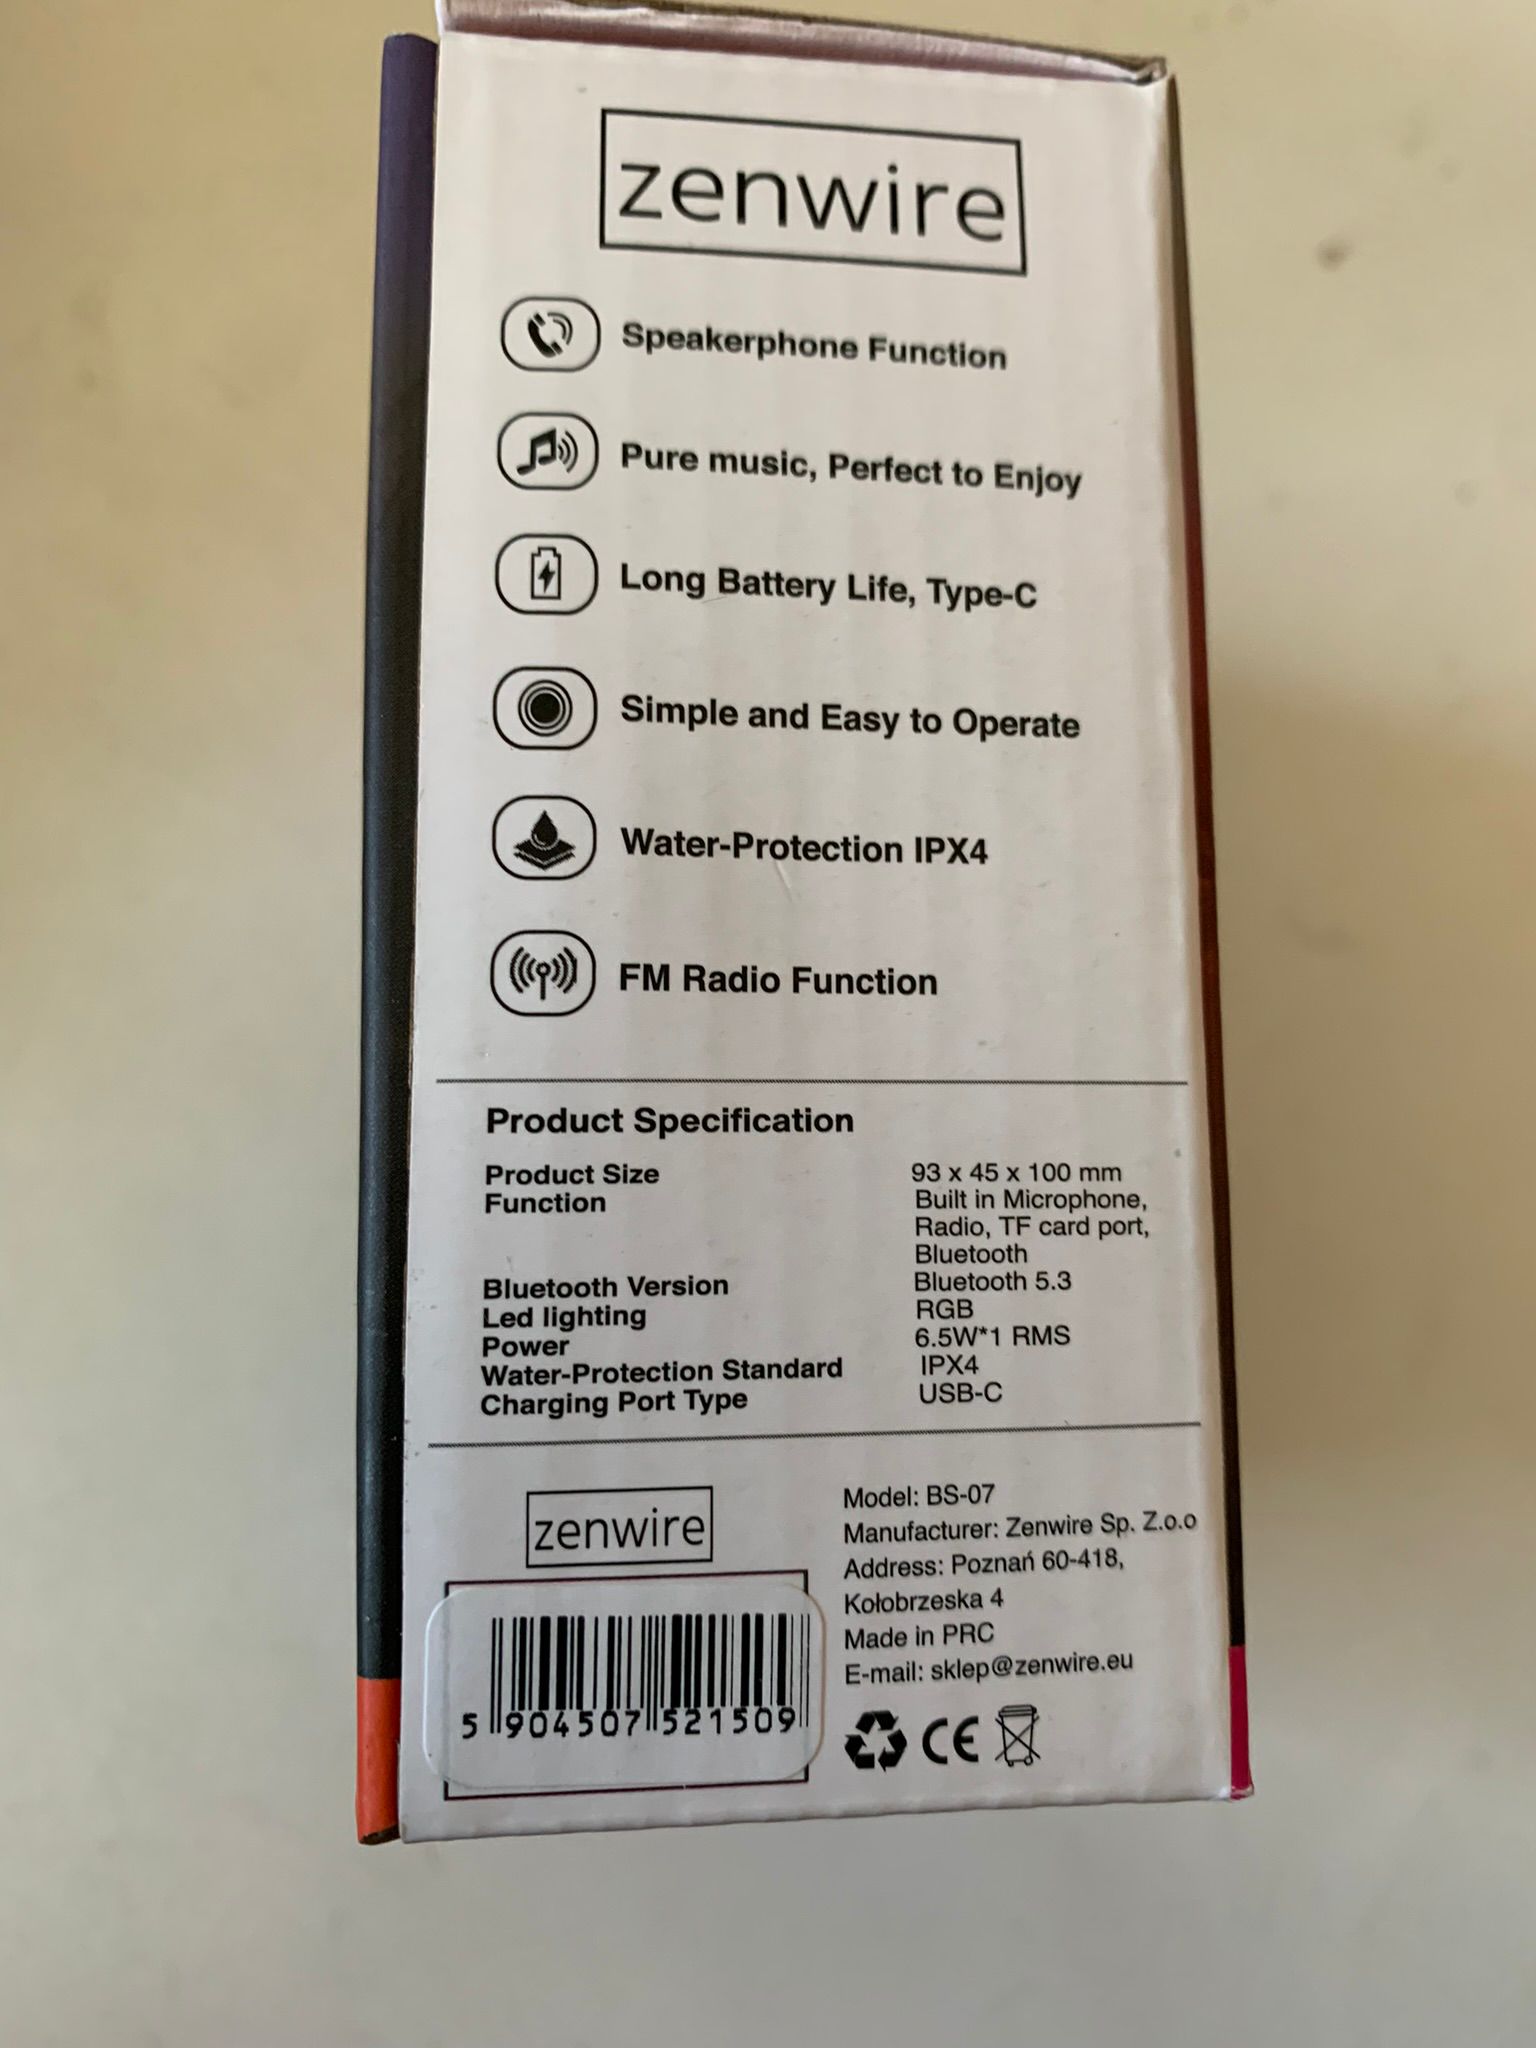 zenwire
Speakerphone Function
Pure music, Perfect to Enjoy
Long Battery Life, Type-C
Simple and Easy to Operate
Water-Protection IPX4
FM Radio Function
Product Specification
Product Size 93 x 45 x 100 mm
Function Built in Microphone,
Radio, TF card port,
Bluetooth
Bluetooth Version Bluetooth 5.3
Led lighting RGB
Power 6.5W*1 RMS
Water-Protection Standard IPX4
Charging Port Type USB-C
zenwire
5 904507 521509
Model: BS-07
Manufacturer: Zenwire Sp. Z.o.o
Address: Poznań 60-418,
Kołobrzeska 4
Made in PRC
E-mail: sklep@zenwire.eu
CE